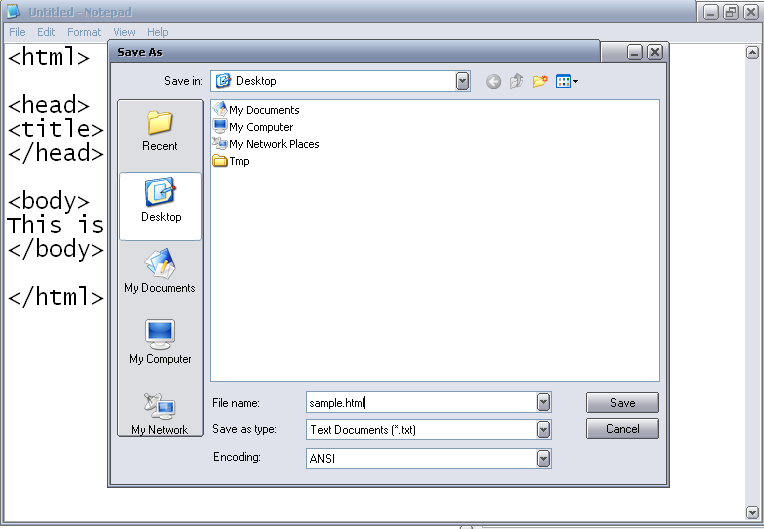 Untitled - Notepad
File Edit Format View Help
<html>
<head>
<title>
</head>
<body>
This is
</body>
</html>
Save As
Save in: Desktop
Recent
Desktop
My Documents
My Computer
My Network
My Documents
My Computer
My Network Places
Tmp
File name: sample.html
Save
Save as type: Text Documents (*.txt)
Cancel
Encoding: ANSI